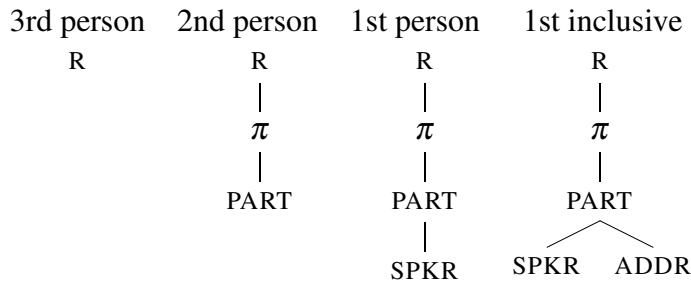 3rd person 2nd person 1st person 1st inclusive
R R R R
π π π
PART PART PART
SPKR SPKR ADDR